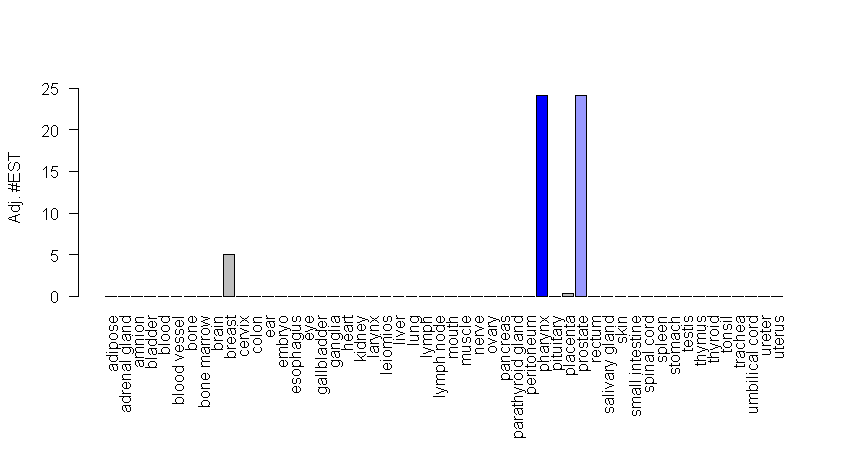 25
20
15
10
5
0
Adj. #EST
adipose
adrenal gland
amnion
bladder
blood
blood vessel
bone
bone marrow
brain
breast
cervix
colon
ear
embryo
esophagus
eye
gallbladder
ganglia
heart
kidney
larynx
leiomios
liver
lung
lymph
lymph node
mouth
muscle
nerve
ovary
pancreas
parathyroid gland
peritoneum
pharynx
pituitary
placenta
prostate
rectum
salivary gland
skin
small intestine
spinal cord
spleen
stomach
testis
thymus
thyroid
tonsil
trachea
umbilical cord
ureter
uterus